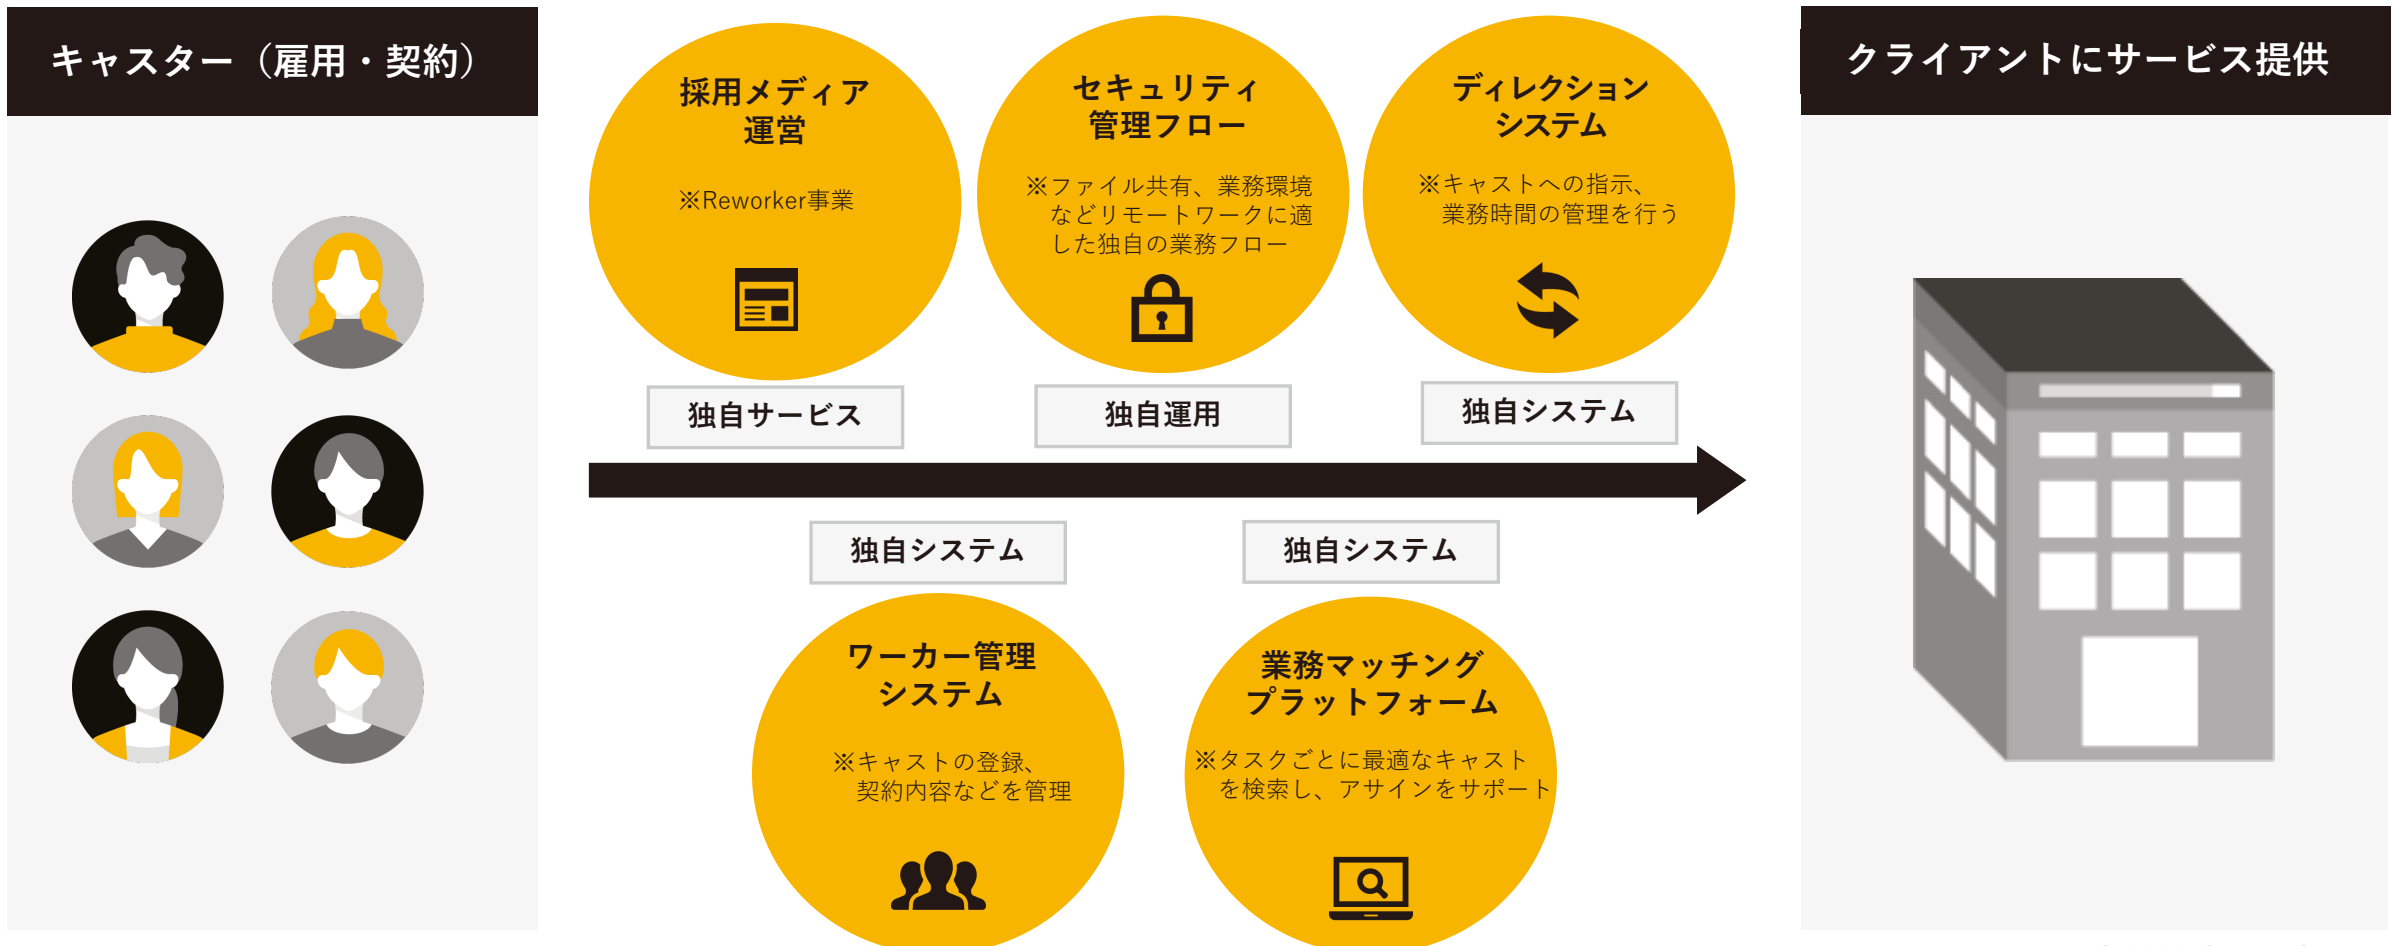 キャスター（雇用・契約）
採用メディア
運営
※Reworker事業
独自サービス
セキュリティ
管理フロー
※ファイル共有、業務環境
などリモートワークに適
した独自の業務フロー
独自運用
ディレクション
システム
※キャストへの指示、
業務時間の管理を行う
独自システム
独自システム
ワーカー管理
システム
※キャストの登録、
契約内容などを管理
独自システム
業務マッチング
プラットフォーム
※タスクごとに最適なキャスト
を検索し、アサインをサポート
クライアントにサービス提供